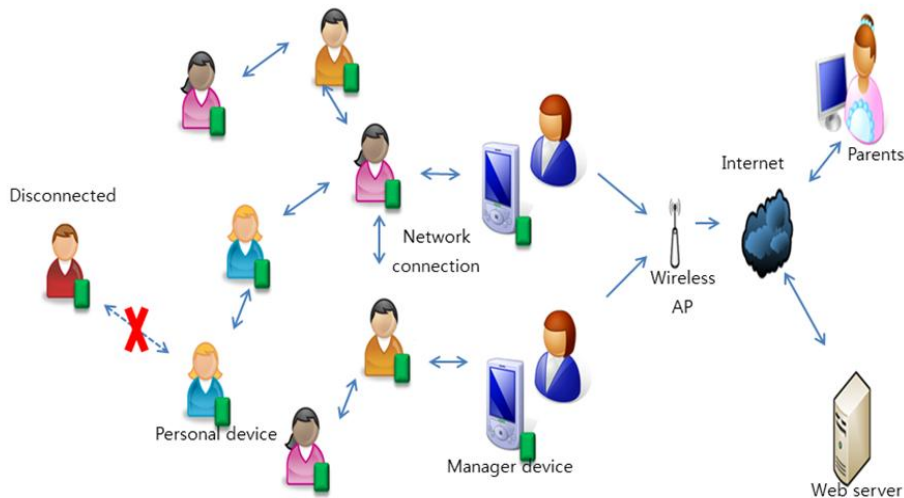 Internet
Parents
Disconnected
Network
connection
Wireless
AP
Personal device
Manager device
Web server